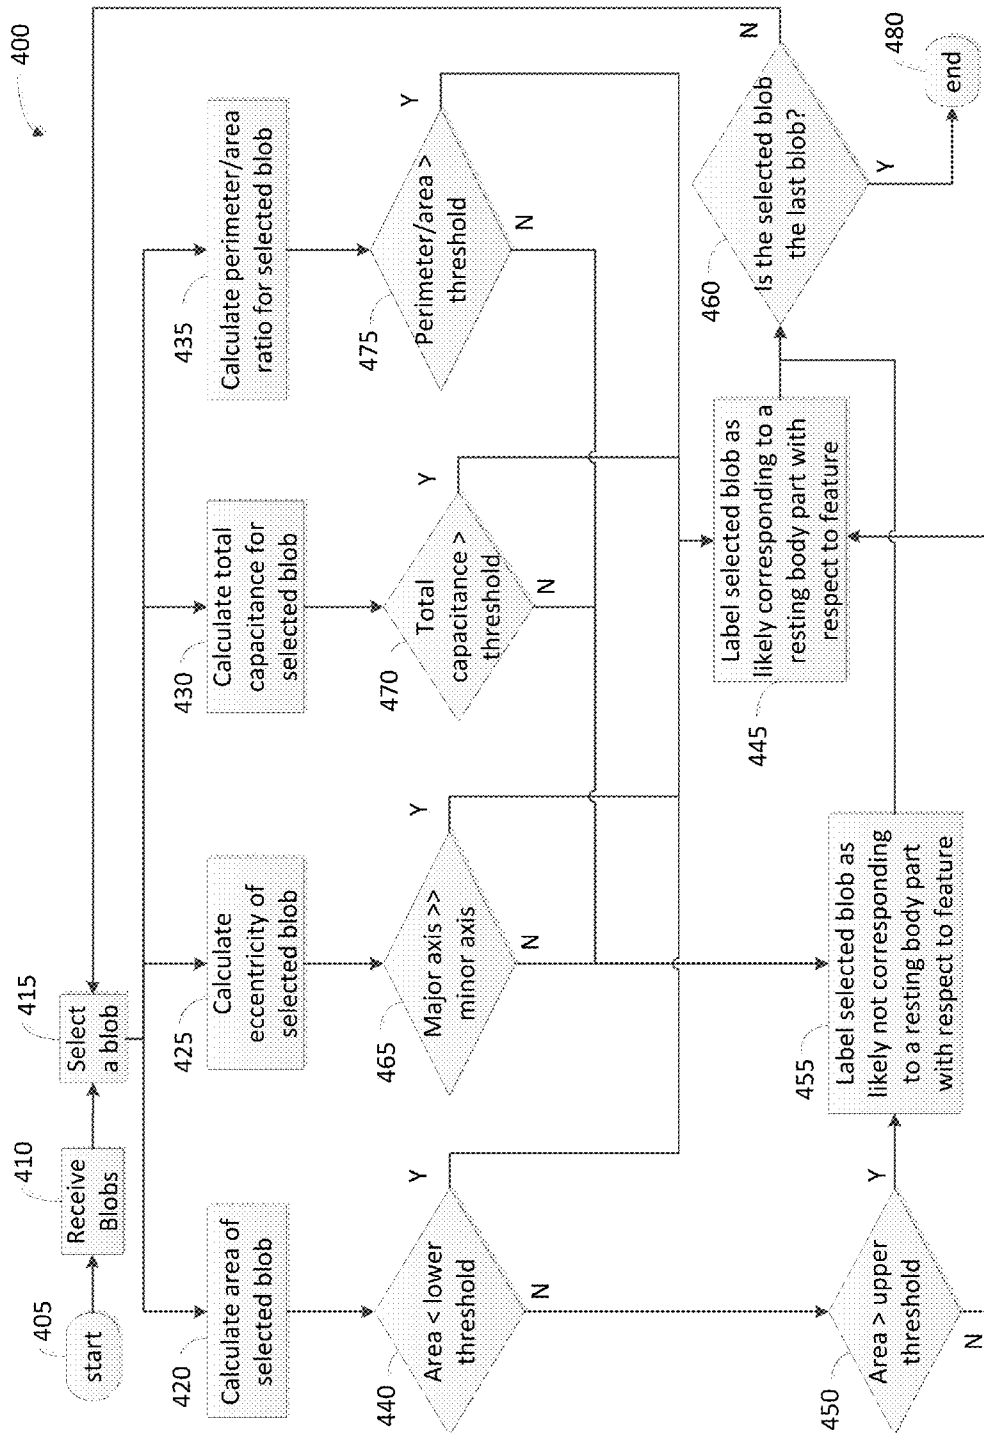 400
405
start
410
Receive
Blobs
415
Select
a blob
420
Calculate area of
selected blob
425
Calculate
eccentricity of
selected blob
430
Calculate total
capacitance for
selected blob
435
Calculate perimeter/area
ratio for selected blob
440
Area < lower
threshold
Y
N
465
Major axis >>
minor axis
Y
N
470
Total
capacitance >
threshold
Y
N
475
Perimeter/area >
threshold
Y
N
450
Area > upper
threshold
Y
N
455
Label selected blob as
likely not corresponding
to a resting body part
with respect to feature
445
Label selected blob as
likely corresponding to a
resting body part with
respect to feature
460
Is the selected blob
the last blob?
N
Y
480
end